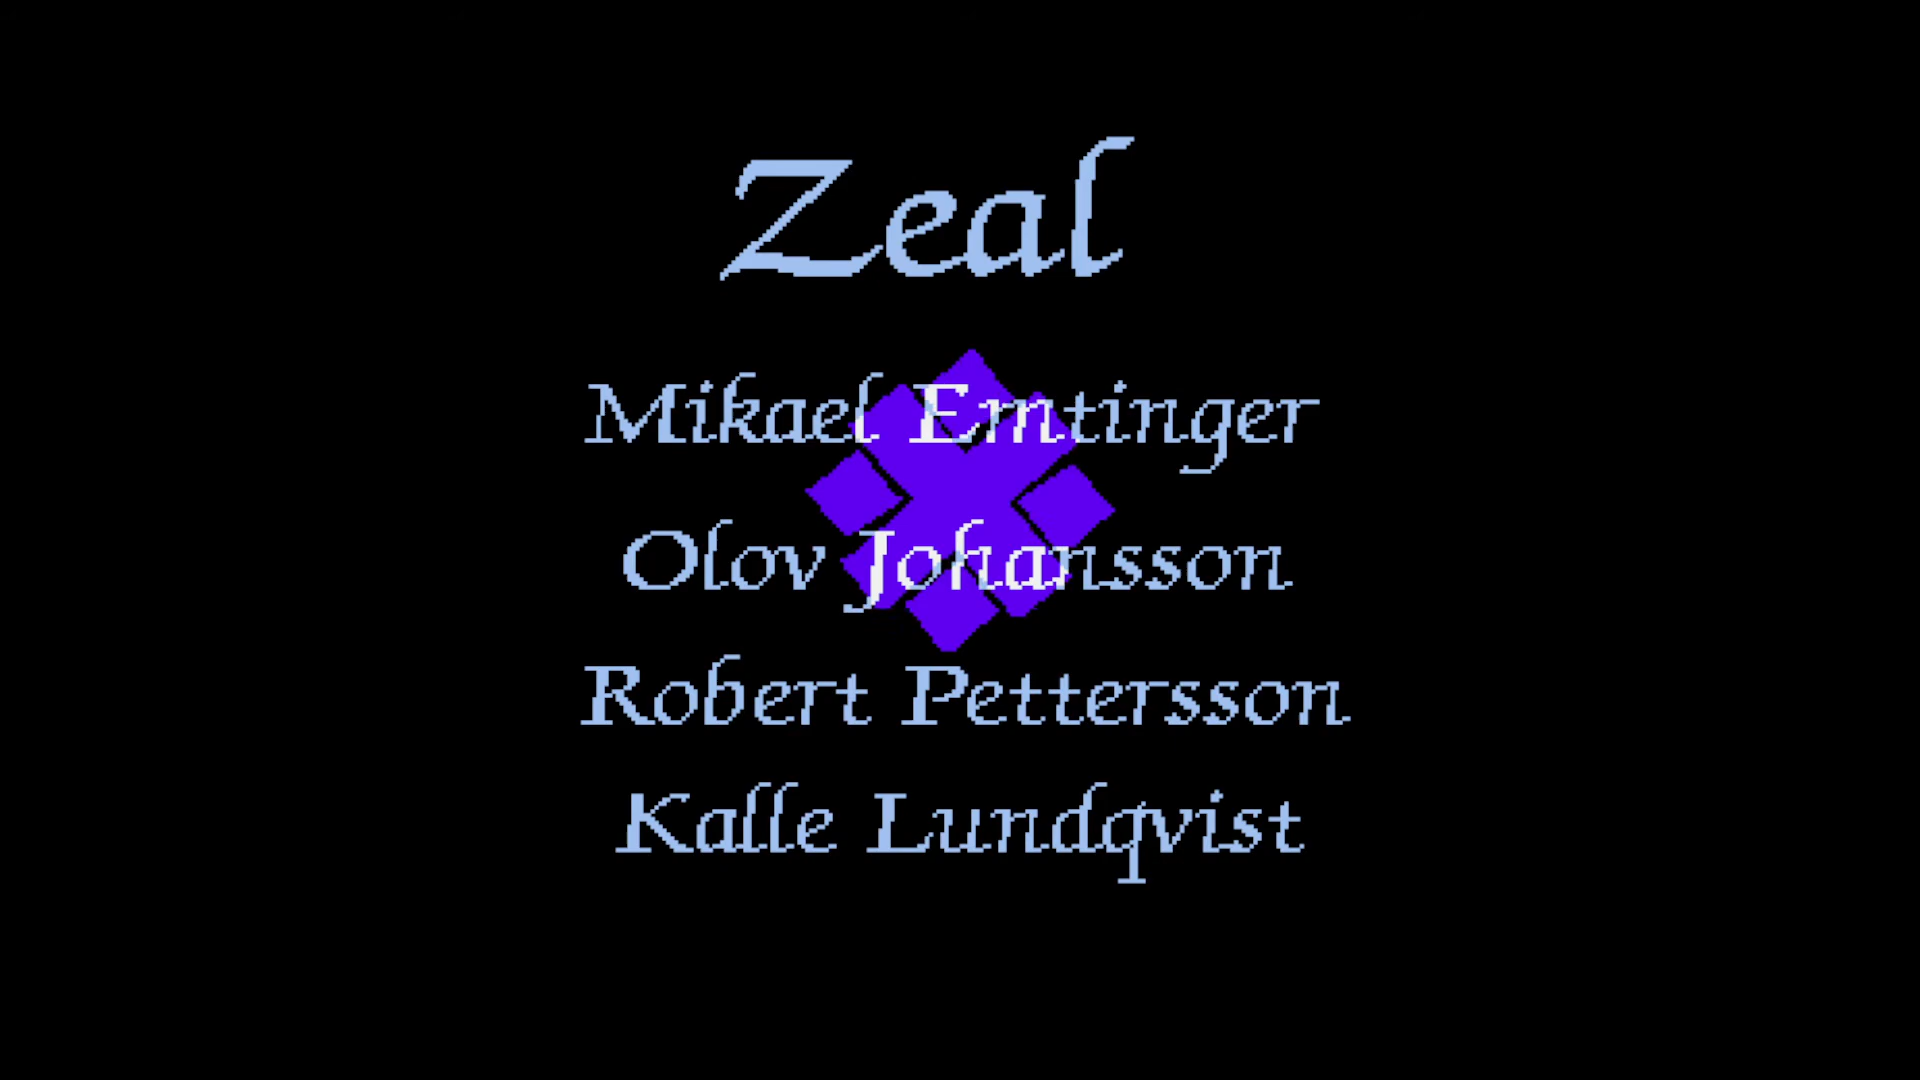 Zeal
Mikael Emtinger
Olov Johansson
Robert Pettersson
Kalle Lundqvist